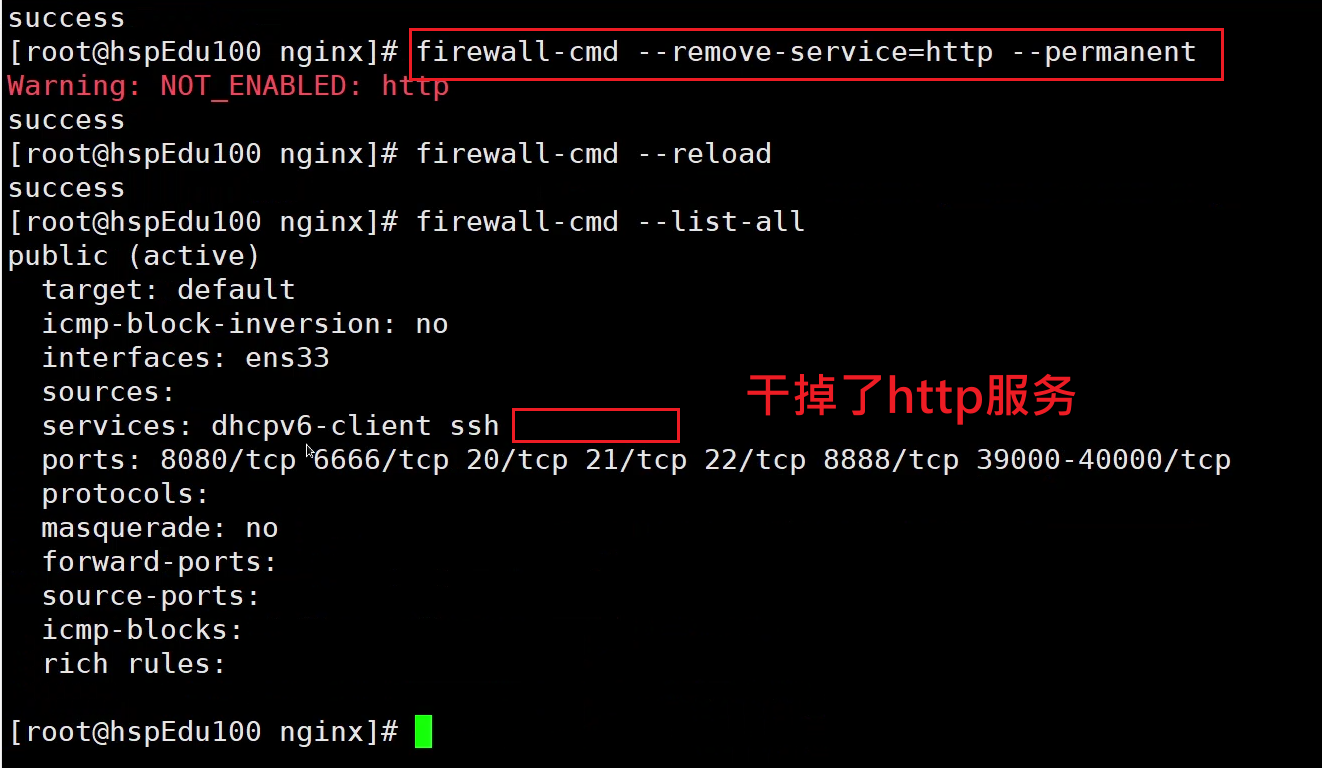 success
[root@hspEdu100 nginx]# firewall-cmd --remove-service=http --permanent
Warning: NOT_ENABLED: http
success
[root@hspEdu100 nginx]# firewall-cmd --reload
success
[root@hspEdu100 nginx]# firewall-cmd --list-all
public (active)
  target: default
  icmp-block-inversion: no
  interfaces: ens33
  sources:
干掉了http服务
  services: dhcpv6-client ssh
  ports: 8080/tcp 6666/tcp 20/tcp 21/tcp 22/tcp 8888/tcp 39000-40000/tcp
  protocols:
  masquerade: no
  forward-ports:
  source-ports:
  icmp-blocks:
  rich rules:
[root@hspEdu100 nginx]#